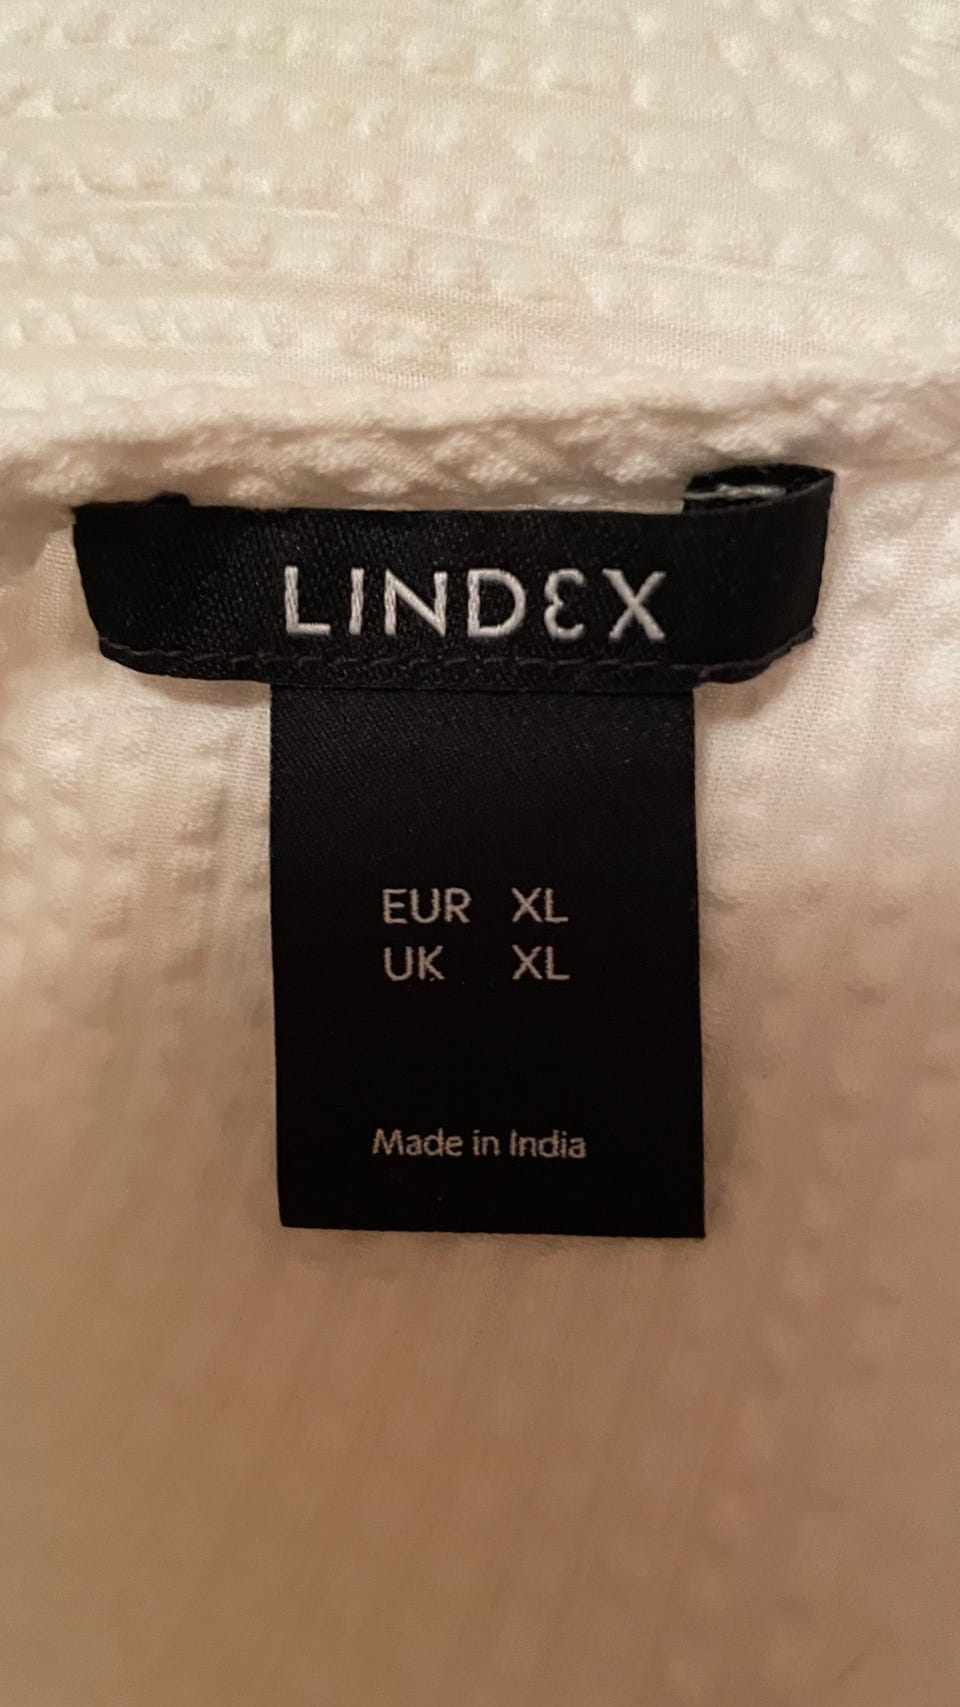 LINDEX
EUR XL
UK XL
Made in India